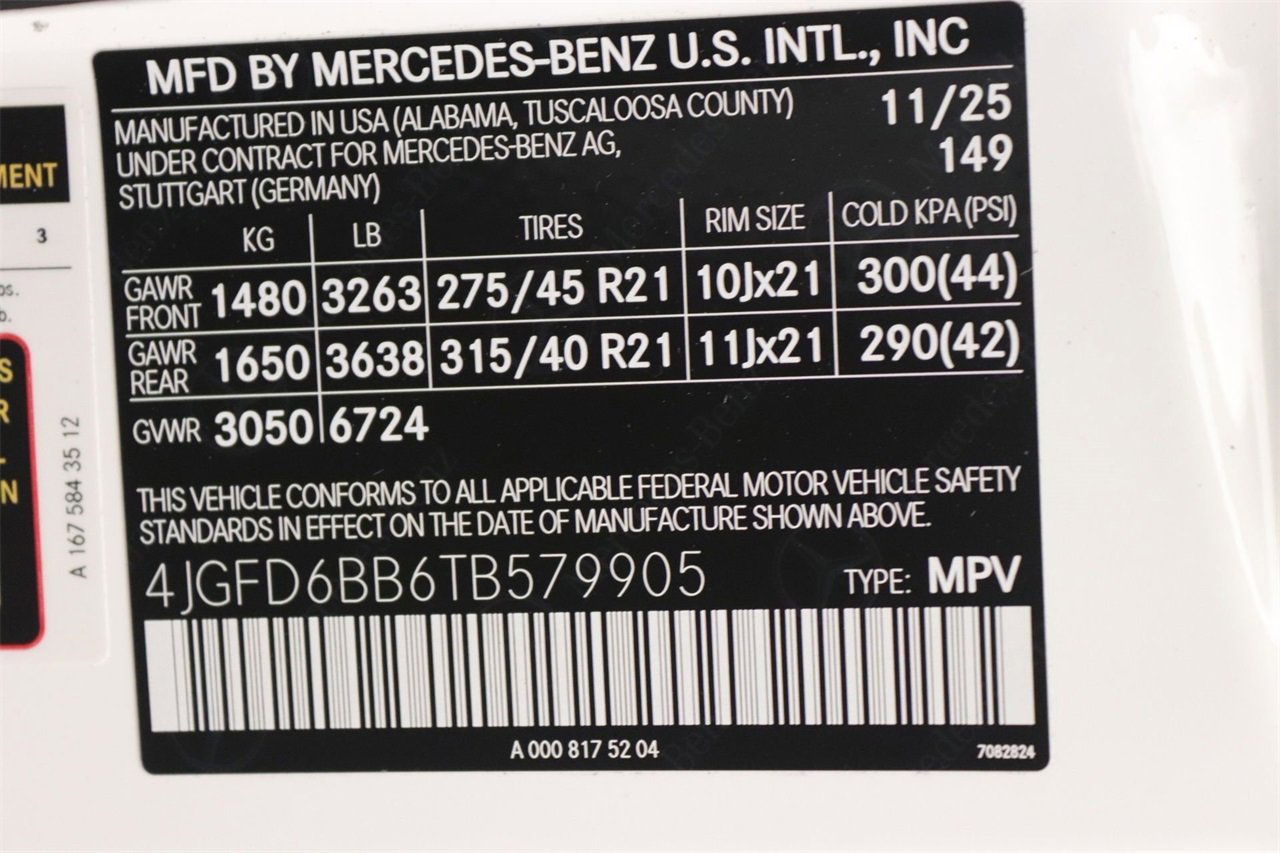 MFD BY MERCEDES-BENZ U.S. INTL., INC
MANUFACTURED IN USA (ALABAMA, TUSCALOOSA COUNTY) 11/25
UNDER CONTRACT FOR MERCEDES-BENZ AG, 149
STUTTGART (GERMANY)
KG LB TIRES RIM SIZE COLD KPA (PSI)
GAWR FRONT 1480 3263 275/45 R21 10Jx21 300(44)
GAWR REAR 1650 3638 315/40 R21 11Jx21 290(42)
GVWR 3050 6724
THIS VEHICLE CONFORMS TO ALL APPLICABLE FEDERAL MOTOR VEHICLE SAFETY
STANDARDS IN EFFECT ON THE DATE OF MANUFACTURE SHOWN ABOVE.
4JGFD6BB6TB579905 TYPE: MPV
A 000 817 52 04 7082824
A 167 584 35 12
MENT
3